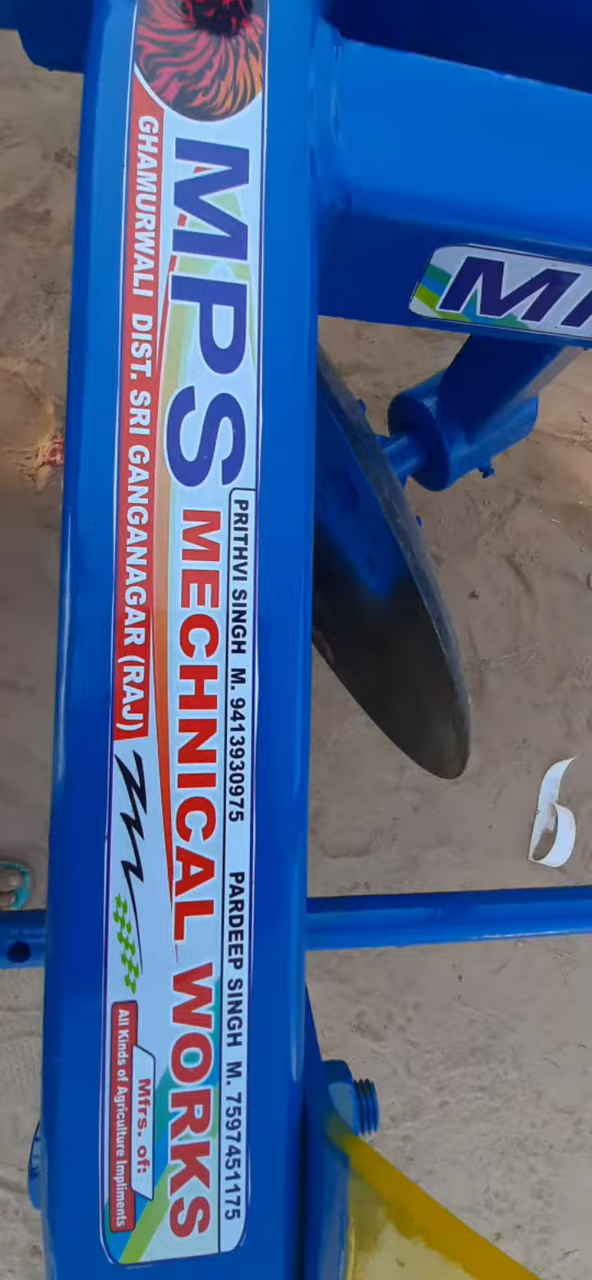 MPS
PRITHVI SINGH M. 9413930975 PARDEEP SINGH M. 7597451175
MECHNICAL WORKS
GHAMURWALI DIST. SRI GANGANAGAR (RAJ)
Mfrs. of:
All Kinds of Agriculture Impliments